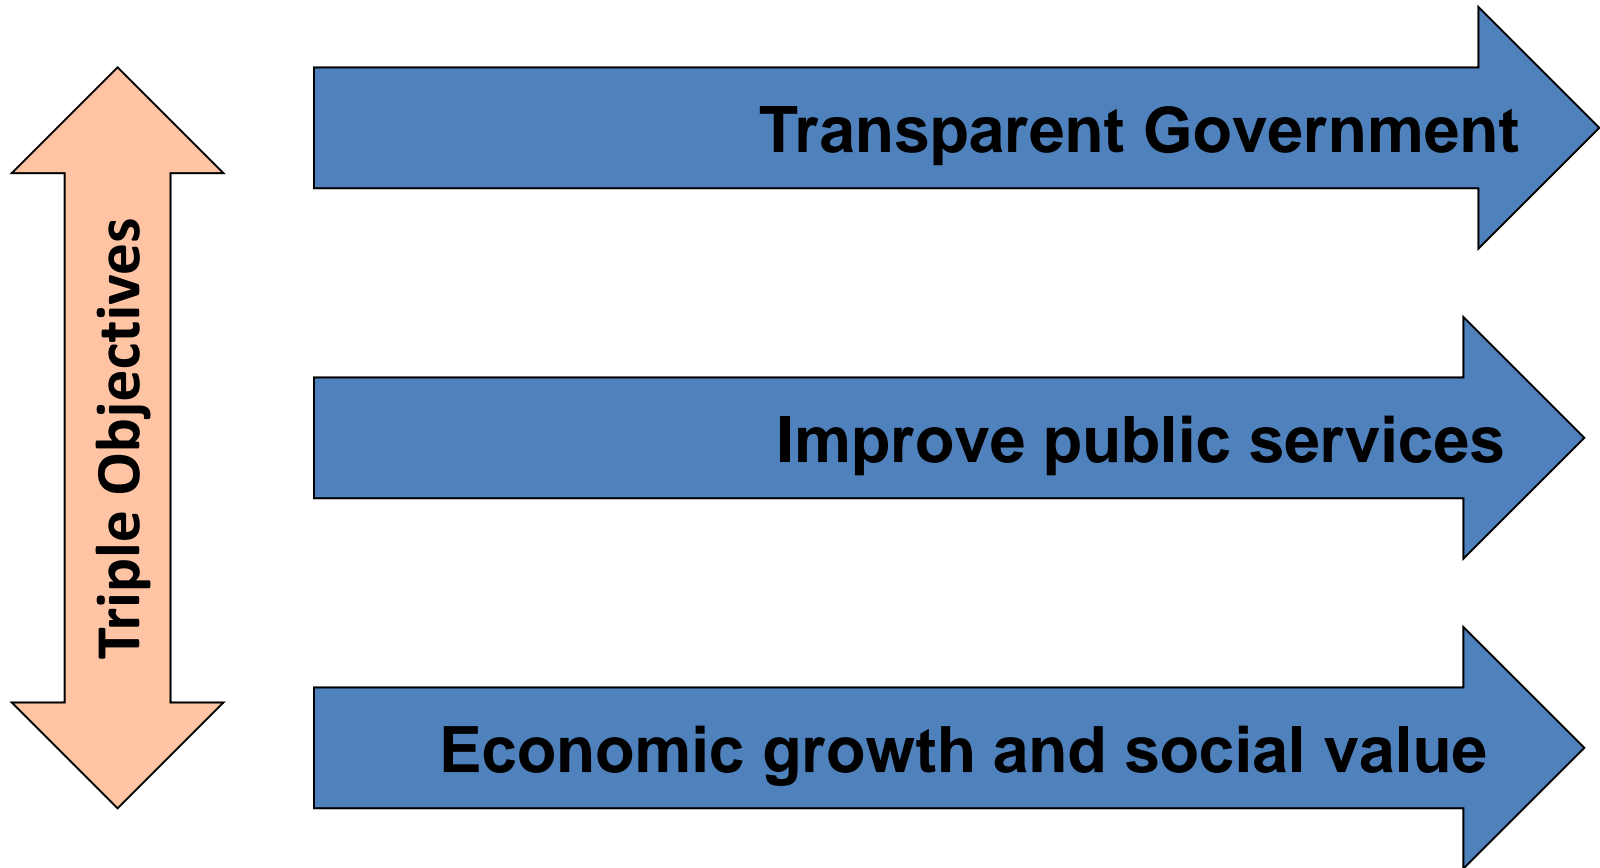 Triple Objectives
Transparent Government
Improve public services
Economic growth and social value